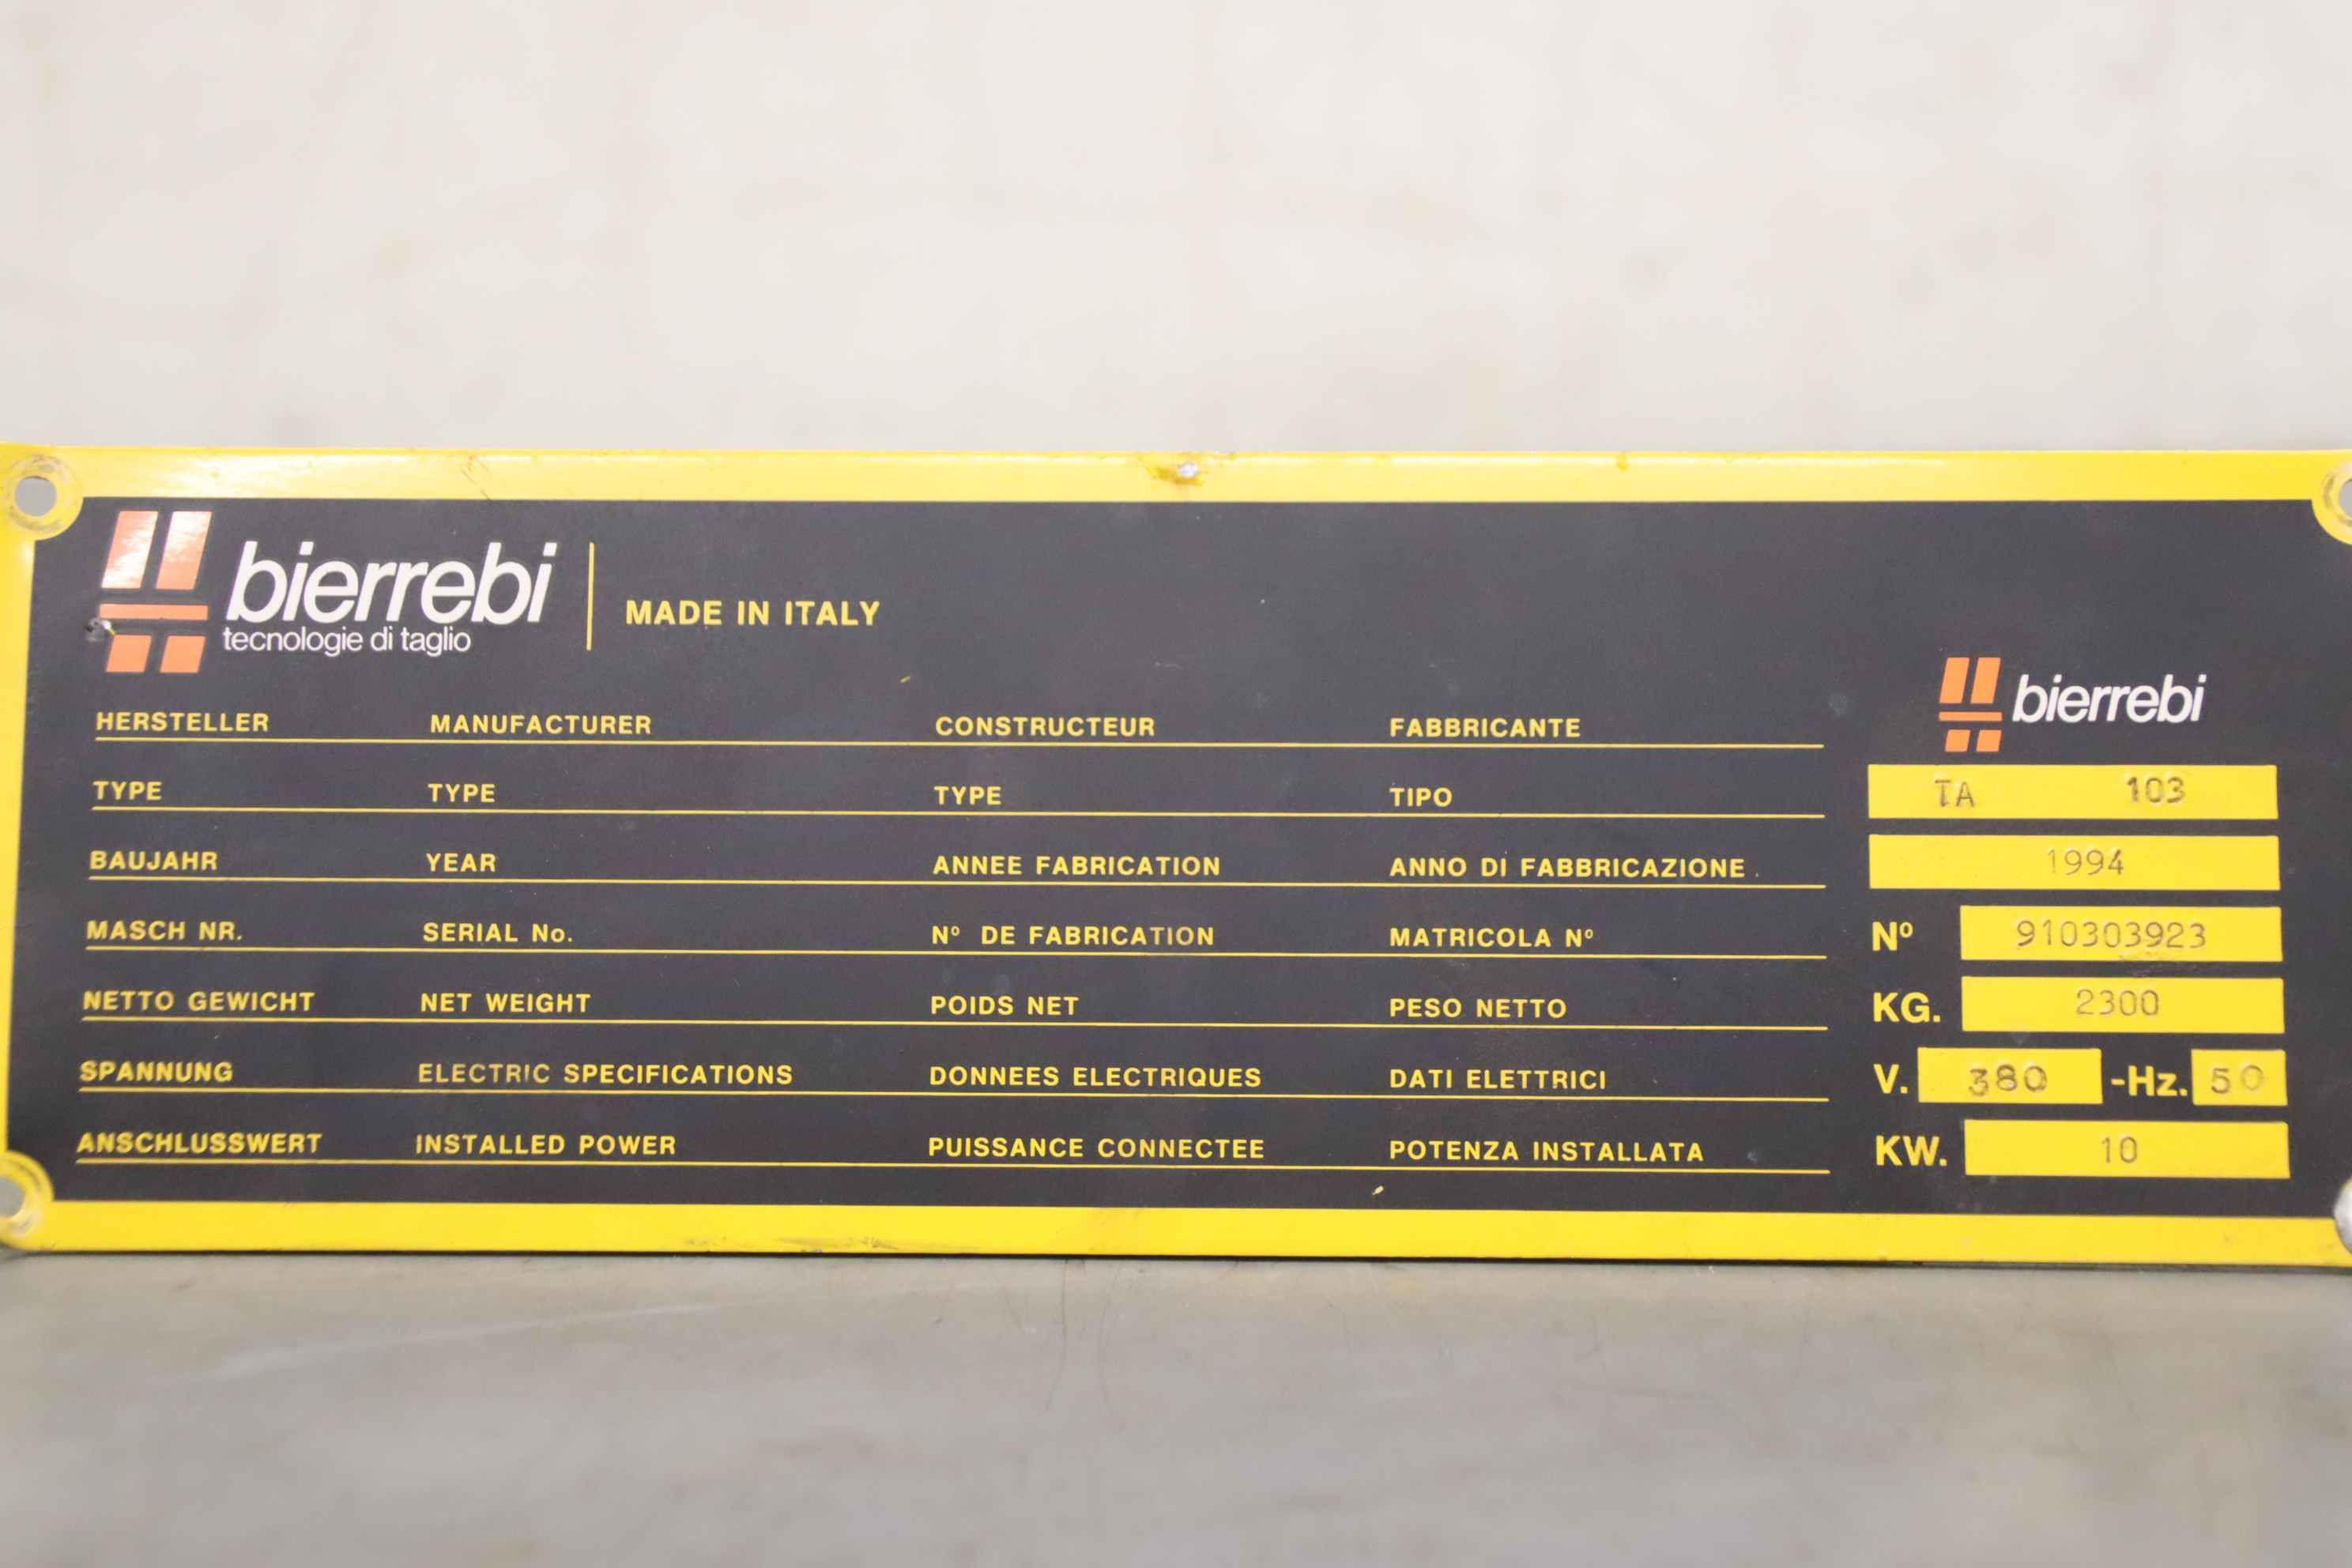 bierrebi
tecnologie di taglio
MADE IN ITALY
bierrebi
HERSTELLER MANUFACTURER CONSTRUCTEUR FABBRICANTE
TYPE TYPE TYPE TIPO TA 103
BAUJAHR YEAR ANNEE FABRICATION ANNO DI FABBRICAZIONE. 1994
MASCH NR. SERIAL No. Nº DE FABRICATION MATRICOLA Nº Nº 910303923
NETTO GEWICHT NET WEIGHT POIDS NET PESO NETTO KG. 2300
SPANNUNG ELECTRIC SPECIFICATIONS DONNEES ELECTRIQUES DATI ELETTRICI V. 380 -Hz. 50
ANSCHLUSSWERT INSTALLED POWER PUISSANCE CONNECTEE POTENZA INSTALLATA KW. 10